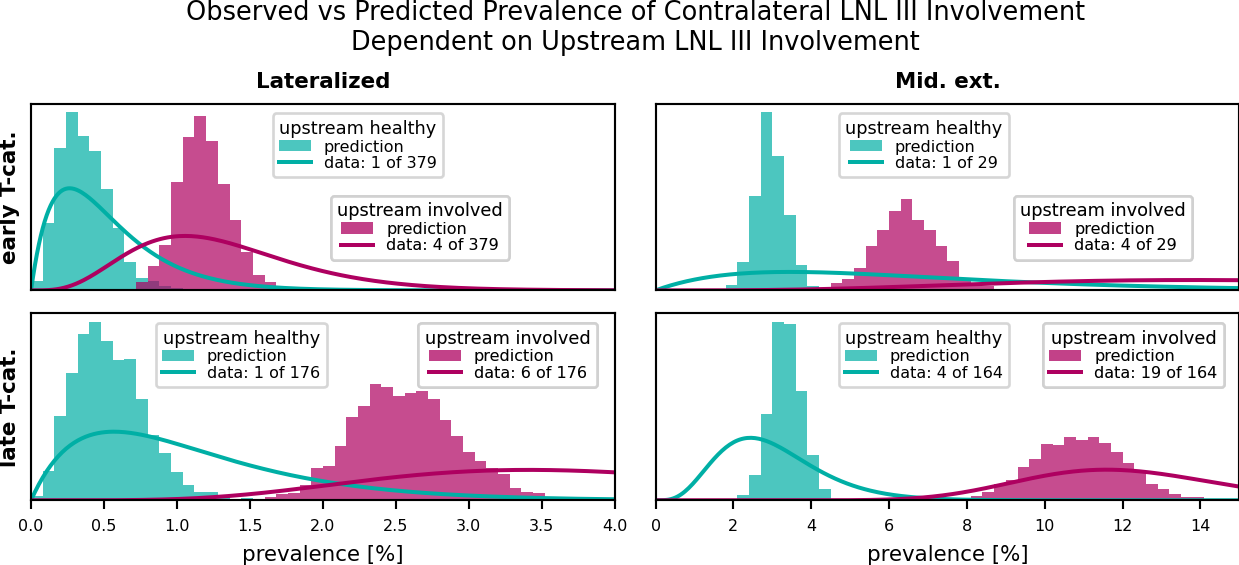 Observed vs Predicted Prevalence of Contralateral LNL III Involvement
Dependent on Upstream LNL III Involvement
Lateralized
Mid. ext.
early T-cat.
upstream healthy
prediction
data: 1 of 379
upstream involved
prediction
data: 4 of 379
upstream healthy
prediction
data: 1 of 29
upstream involved
prediction
data: 4 of 29
late T-cat.
upstream healthy
prediction
data: 1 of 176
upstream involved
prediction
data: 6 of 176
upstream healthy
prediction
data: 4 of 164
upstream involved
prediction
data: 19 of 164
0.0 0.5 1.0 1.5 2.0 2.5 3.0 3.5 4.0
prevalence [%]
0 2 4 6 8 10 12 14
prevalence [%]